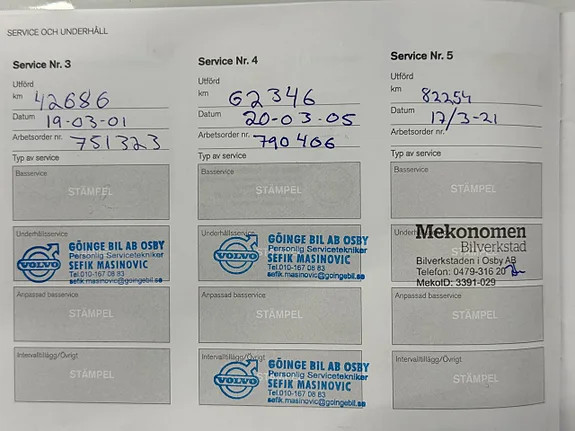 SERVICE OCH UNDERHÅLL
Service Nr. 3
Utförd
km 42686
Datum 19-03-01
Arbetsorder nr. 751323
Typ av service
Basservice
STÄMPEL
Underhållsservice
VOLVO
GÖINGE BIL AB OSBY
Personlig Servicetekniker
SEFIK MASINOVIC
Tel.010-167 08 83
sefik.masinovic@goingebil.se
Anpassad basservice
STÄMPEL
Intervalltillägg/Övrigt
STÄMPEL
Service Nr. 4
Utförd
km 62346
Datum 20-03-05
Arbetsorder nr. 790406
Typ av service
Basservice
STÄMPEL
Underhållsservice
VOLVO
GÖINGE BIL AB OSBY
Personlig Servicetekniker
SEFIK MASINOVIC
Tel.010-167 08 83
sefik.masinovic@goingebil.se
Anpassad basservice
STÄMPEL
Intervalltillägg/Övrigt
VOLVO
GÖINGE BIL AB OSBY
Personlig Servicetekniker
SEFIK MASINOVIC
Tel.010-167 08 83
sefik.masinovic@goingebil.se
Service Nr. 5
Utförd
km 82254
Datum 17/3-21
Arbetsorder nr.
Typ av service
Basservice
STÄMPEL
Mekonomen
Bilverkstad
Bilverkstaden i Osby AB
Telefon: 0479-316 20
MekoID: 3391-029
Anpassad basservice
STÄMPEL
Intervalltillägg/Övrigt
STÄMPEL